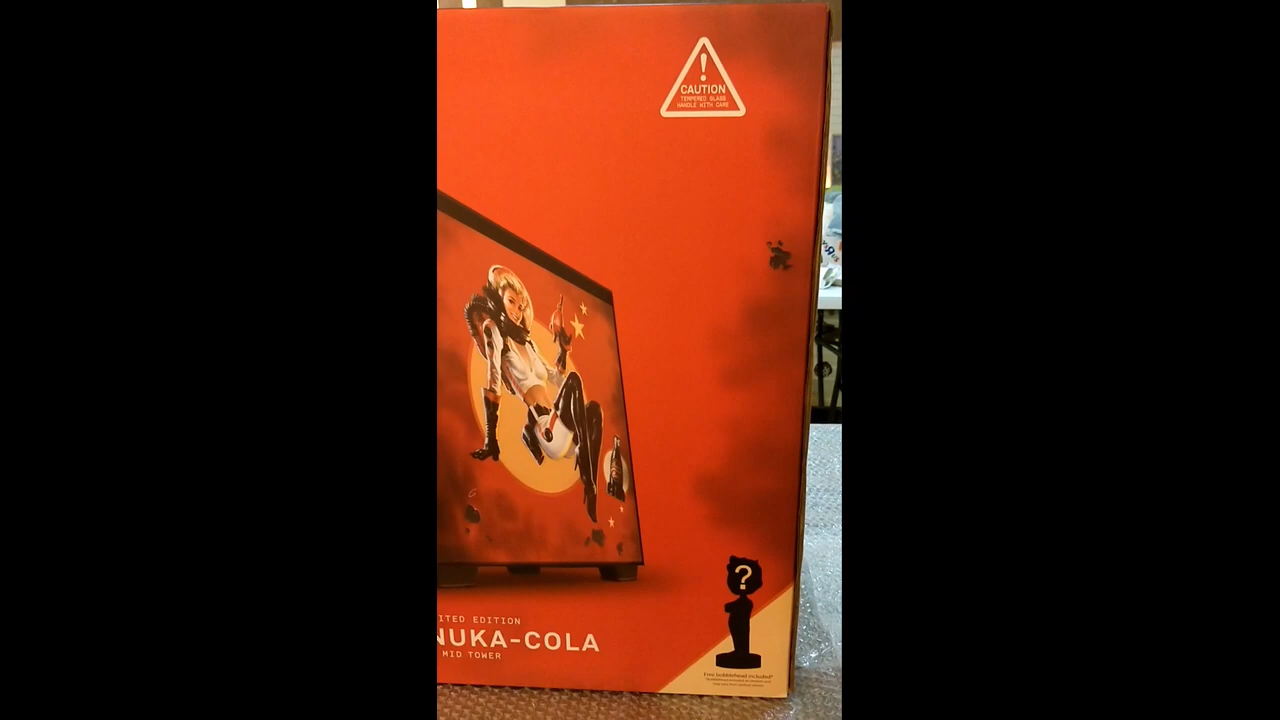 !
CAUTION
TEMPERED GLASS
HANDLE WITH CARE
?
ITED EDITION
NUKA-COLA
MID TOWER
Free bobblehead included*